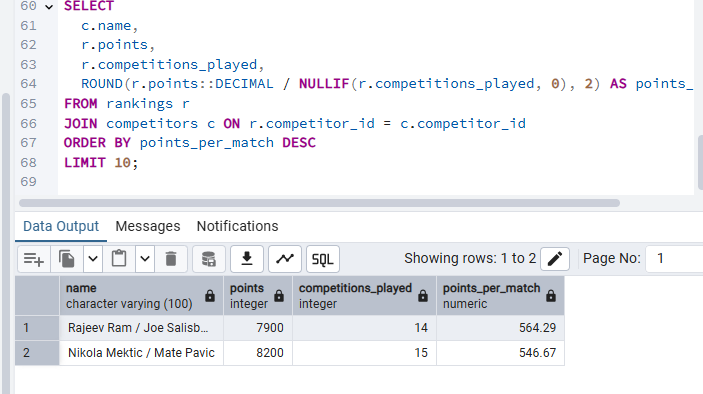 60 SELECT
61 c.name,
62 r.points,
63 r.competitions_played,
64 ROUND(r.points::DECIMAL / NULLIF(r.competitions_played, 0), 2) AS points_
65 FROM rankings r
66 JOIN competitors c ON r.competitor_id = c.competitor_id
67 ORDER BY points_per_match DESC
68 LIMIT 10;
69
Data Output Messages Notifications
SQL Showing rows: 1 to 2 Page No: 1
name points competitions_played points_per_match
character varying (100) integer integer numeric
1 Rajeev Ram / Joe Salisb... 7900 14 564.29
2 Nikola Mektic / Mate Pavic 8200 15 546.67